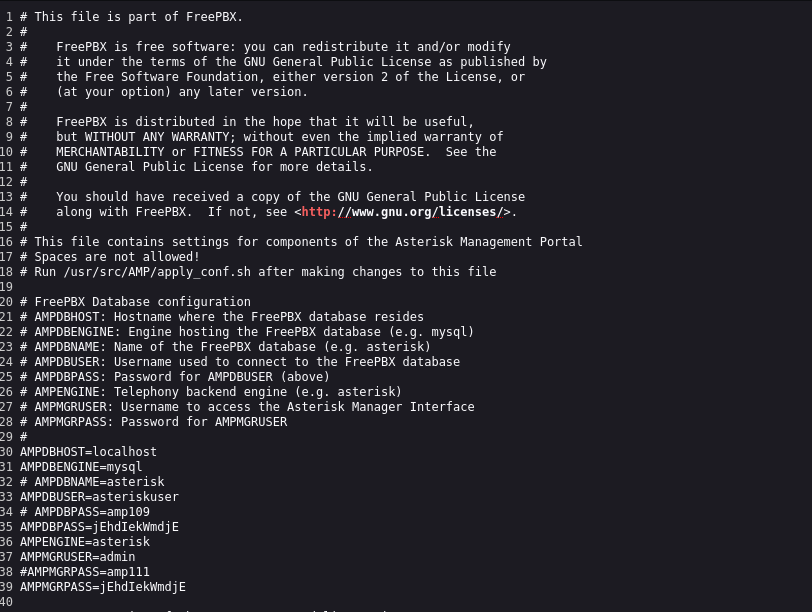 1 # This file is part of FreePBX.
2 #
3 #    FreePBX is free software: you can redistribute it and/or modify
4 #    it under the terms of the GNU General Public License as published by
5 #    the Free Software Foundation, either version 2 of the License, or
6 #    (at your option) any later version.
7 #
8 #    FreePBX is distributed in the hope that it will be useful,
9 #    but WITHOUT ANY WARRANTY; without even the implied warranty of
10 #    MERCHANTABILITY or FITNESS FOR A PARTICULAR PURPOSE.  See the
11 #    GNU General Public License for more details.
12 #
13 #    You should have received a copy of the GNU General Public License
14 #    along with FreePBX.  If not, see <http://www.gnu.org/licenses/>.
15 #
16 # This file contains settings for components of the Asterisk Management Portal
17 # Spaces are not allowed!
18 # Run /usr/src/AMP/apply_conf.sh after making changes to this file
19
20 # FreePBX Database configuration
21 # AMPDBHOST: Hostname where the FreePBX database resides
22 # AMPDBENGINE: Engine hosting the FreePBX database (e.g. mysql)
23 # AMPDBNAME: Name of the FreePBX database (e.g. asterisk)
24 # AMPDBUSER: Username used to connect to the FreePBX database
25 # AMPDBPASS: Password for AMPDBUSER (above)
26 # AMPENGINE: Telephony backend engine (e.g. asterisk)
27 # AMPMGRUSER: Username to access the Asterisk Manager Interface
28 # AMPMGRPASS: Password for AMPMGRUSER
29 #
30 AMPDBHOST=localhost
31 AMPDBENGINE=mysql
32 # AMPDBNAME=asterisk
33 AMPDBUSER=asteriskuser
34 # AMPDBPASS=amp109
35 AMPDBPASS=jEhdIekWmdjE
36 AMPENGINE=asterisk
37 AMPMGRUSER=admin
38 #AMPMGRPASS=amp111
39 AMPMGRPASS=jEhdIekWmdjE
40